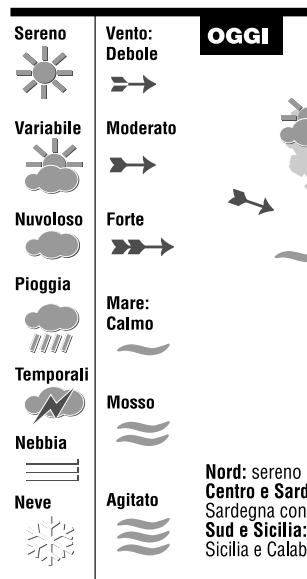 Sereno
Variabile
Nuvoloso
Pioggia
Temporali
Nebbia
Neve
Vento:
Debole
Moderato
Forte
Mare:
Calmo
Mosso
Agitato
OGGI
Nord: sereno
Centro e Sard
Sardegna con
Sud e Sicilia:
Sicilia e Calab